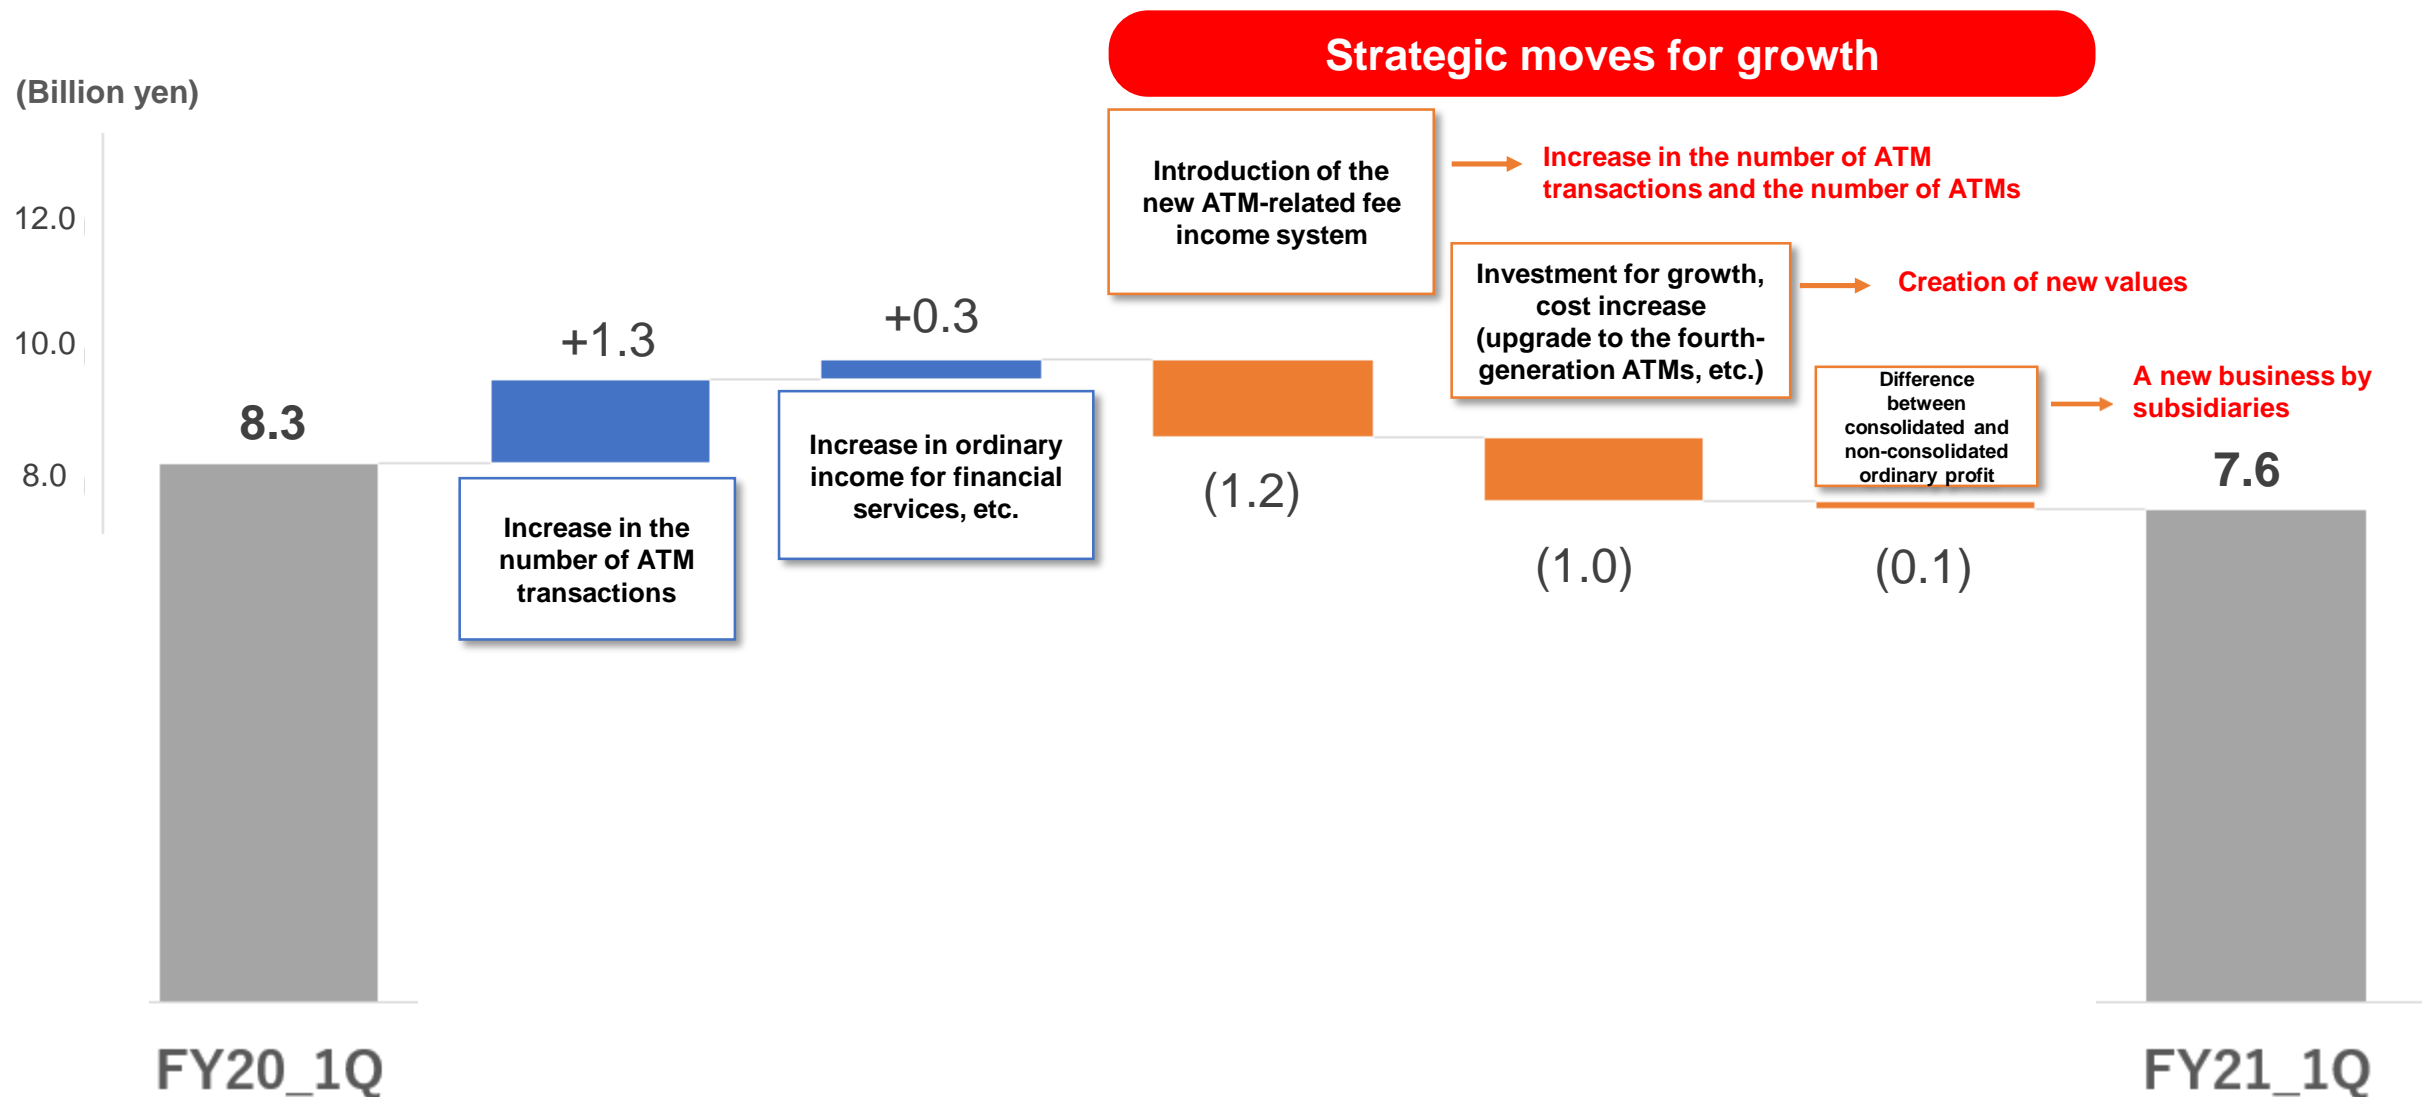 Strategic moves for growth
(Billion yen)
12.0
10.0
8.0
8.3
+1.3
Increase in the
number of ATM
transactions
+0.3
Increase in ordinary
income for financial
services, etc.
Introduction of the
new ATM-related fee
income system
Increase in the number of ATM
transactions and the number of ATMs
(1.2)
Investment for growth,
cost increase
(upgrade to the fourth-
generation ATMs, etc.)
Creation of new values
(1.0)
Difference
between
consolidated and
non-consolidated
ordinary profit
A new business by
subsidiaries
(0.1)
7.6
FY20_1Q
FY21_1Q